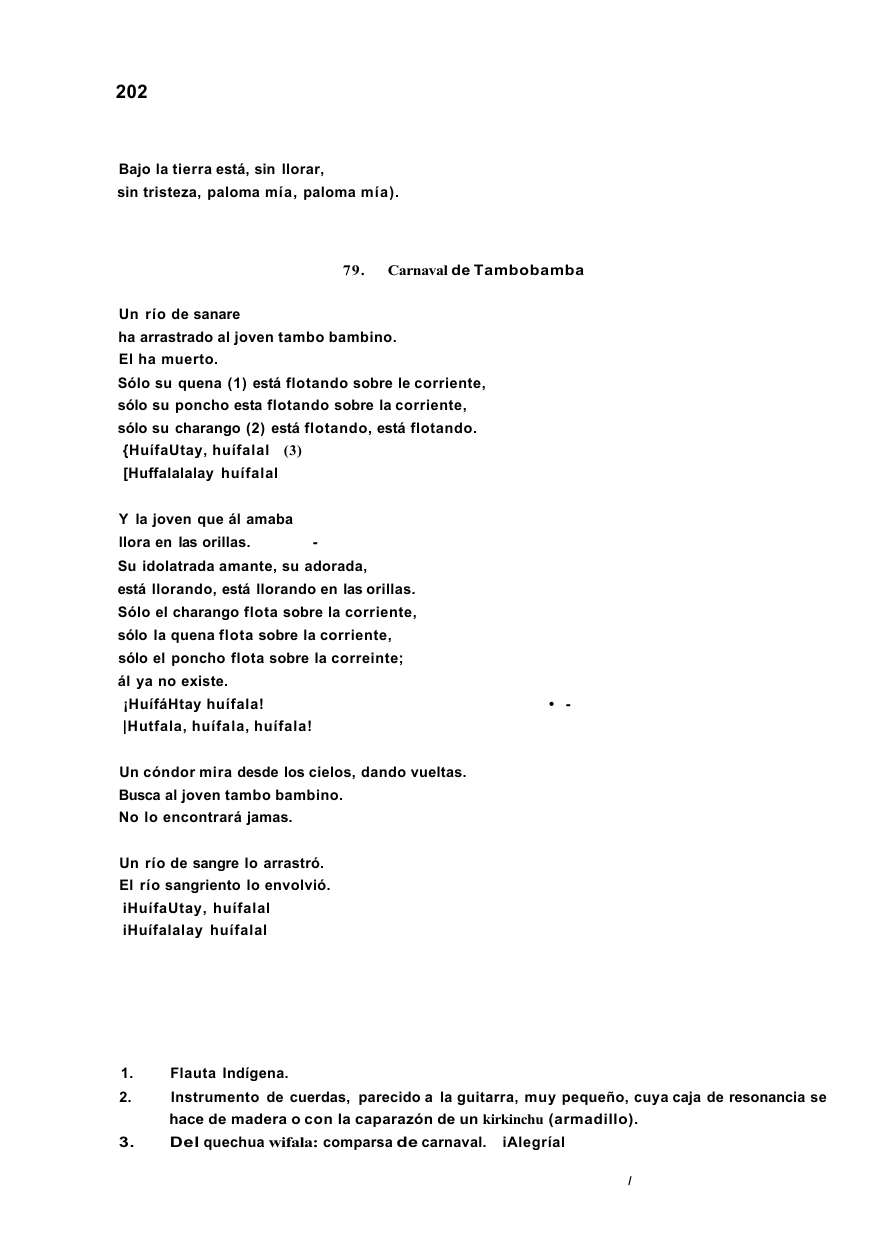 202
Bajo la tierra está, sin llorar,
sin tristeza, paloma mía, paloma mía).
79. Carnaval de Tambobamba
Un río de sanare
ha arrastrado al joven tambo bambino.
El ha muerto.
Sólo su quena (1) está flotando sobre le corriente,
sólo su poncho esta flotando sobre la corriente,
sólo su charango (2) está flotando, está flotando.
{HuífaUtay, huífalal (3)
[Huffalalalay huífalal
Y la joven que ál amaba
llora en las orillas. -
Su idolatrada amante, su adorada,
está llorando, está llorando en las orillas.
Sólo el charango flota sobre la corriente,
sólo la quena flota sobre la corriente,
sólo el poncho flota sobre la correinte;
ál ya no existe.
¡HuífáHtay huífala! • -
|Hutfala, huífala, huífala!
Un cóndor mira desde los cielos, dando vueltas.
Busca al joven tambo bambino.
No lo encontrará jamas.
Un río de sangre lo arrastró.
El río sangriento lo envolvió.
iHuífaUtay, huífalal
iHuífalalay huífalal
1. Flauta Indígena.
2. Instrumento de cuerdas, parecido a la guitarra, muy pequeño, cuya caja de resonancia se
hace de madera o con la caparazón de un kirkinchu (armadillo).
3. Del quechua wifala: comparsa de carnaval. iAlegríal
/